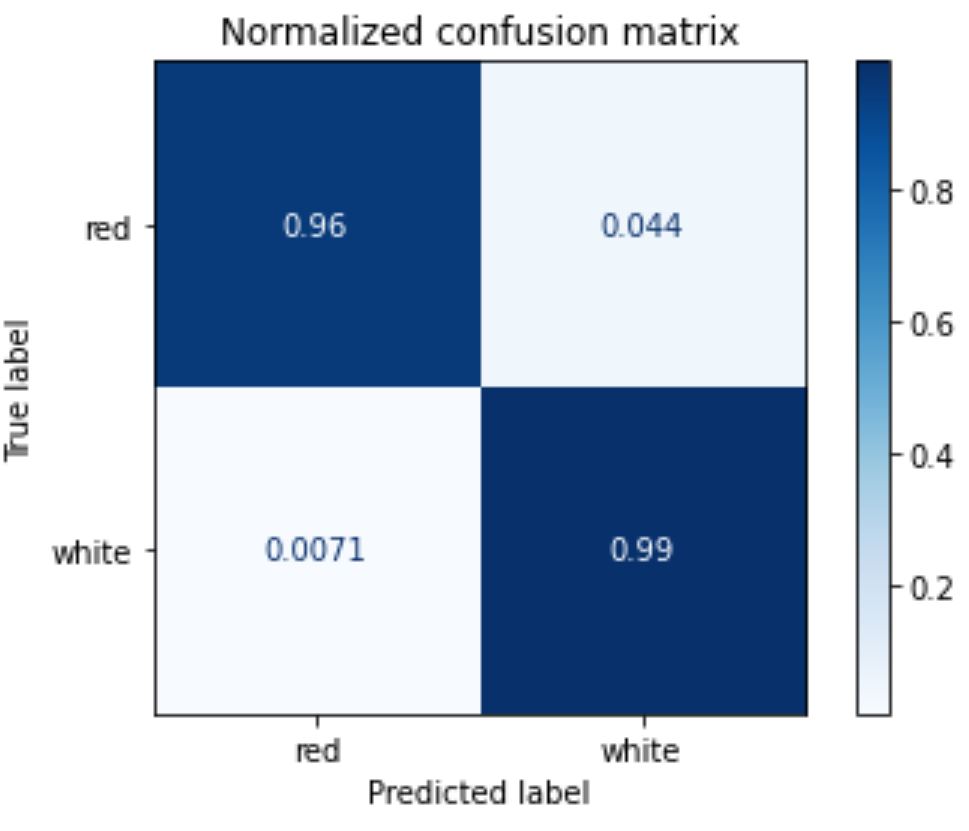 Normalized confusion matrix
True label
red
white
0.96
0.044
0.0071
0.99
red
white
Predicted label
0.8
0.6
0.4
0.2